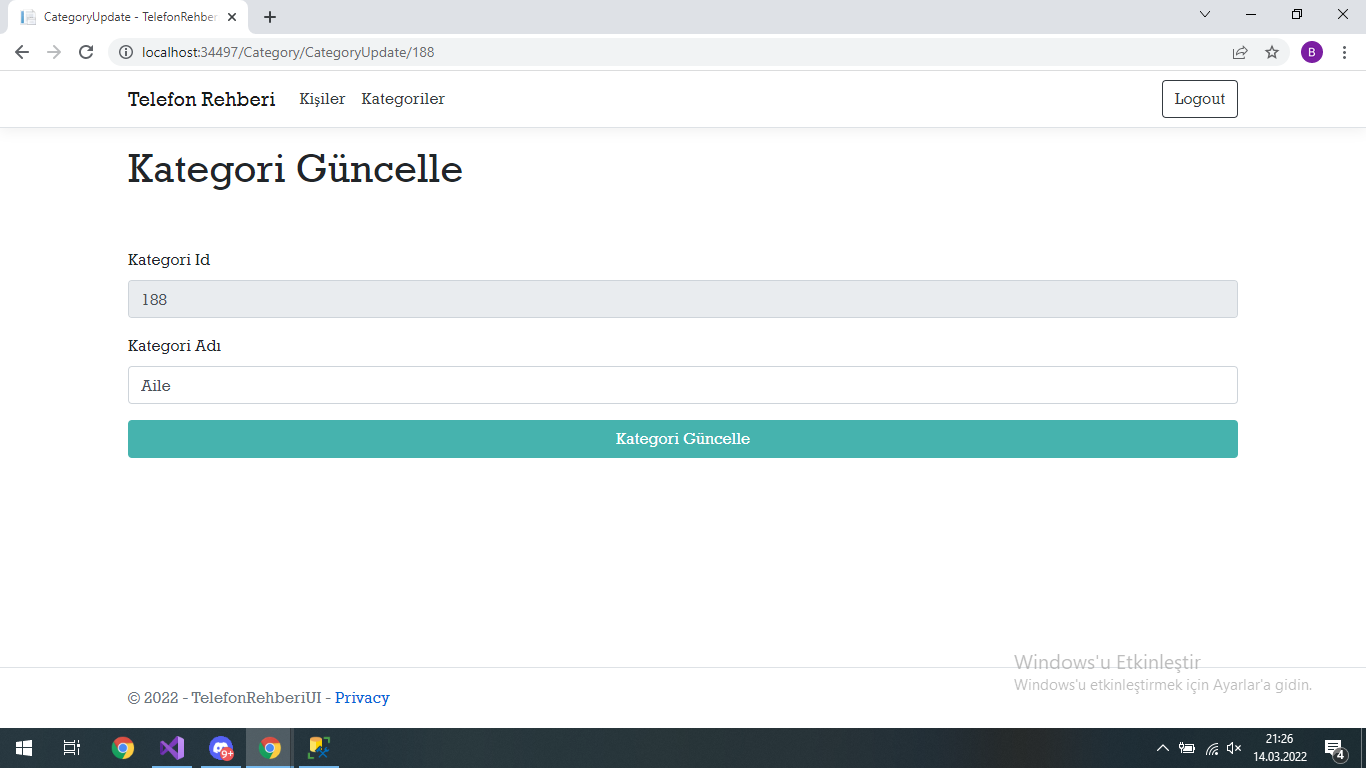 CategoryUpdate - TelefonRehber
localhost:34497/Category/CategoryUpdate/188
B
Telefon Rehberi Kişiler Kategoriler Logout
Kategori Güncelle
Kategori Id
188
Kategori Adı
Aile
Kategori Güncelle
Windows'u Etkinleştir
Windows'u etkinleştirmek için Ayarlar'a gidin.
© 2022 - TelefonRehberiUI - Privacy
9+
21:26
14.03.2022
4